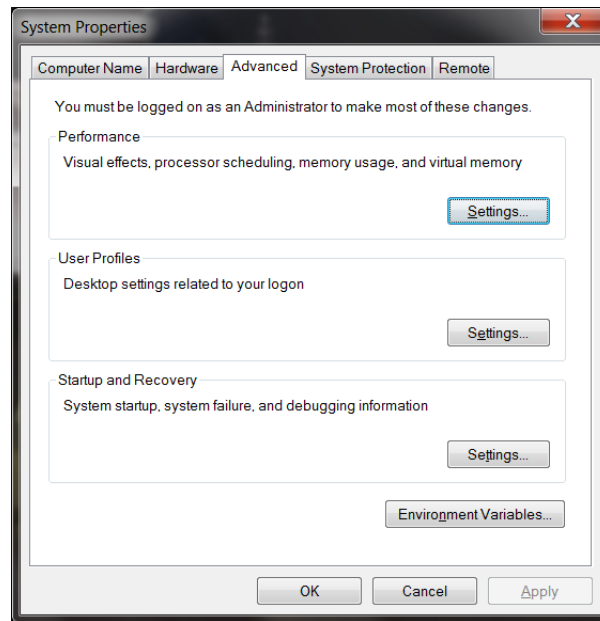 System Properties
Computer Name Hardware Advanced System Protection Remote
You must be logged on as an Administrator to make most of these changes.
Performance
Visual effects, processor scheduling, memory usage, and virtual memory
Settings...
User Profiles
Desktop settings related to your logon
Settings...
Startup and Recovery
System startup, system failure, and debugging information
Settings...
Environment Variables...
OK Cancel Apply